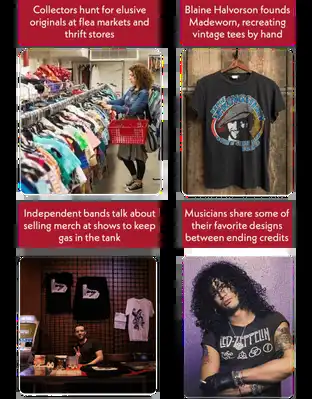 Collectors hunt for elusive
originals at flea markets and
thrift stores
Blaine Halvorson founds
Madeworn, recreating
vintage tees by hand
Independent bands talk about
selling merch at shows to keep
gas in the tank
Musicians share some of
their favorite designs
between ending credits
LED-ZEPPELIN